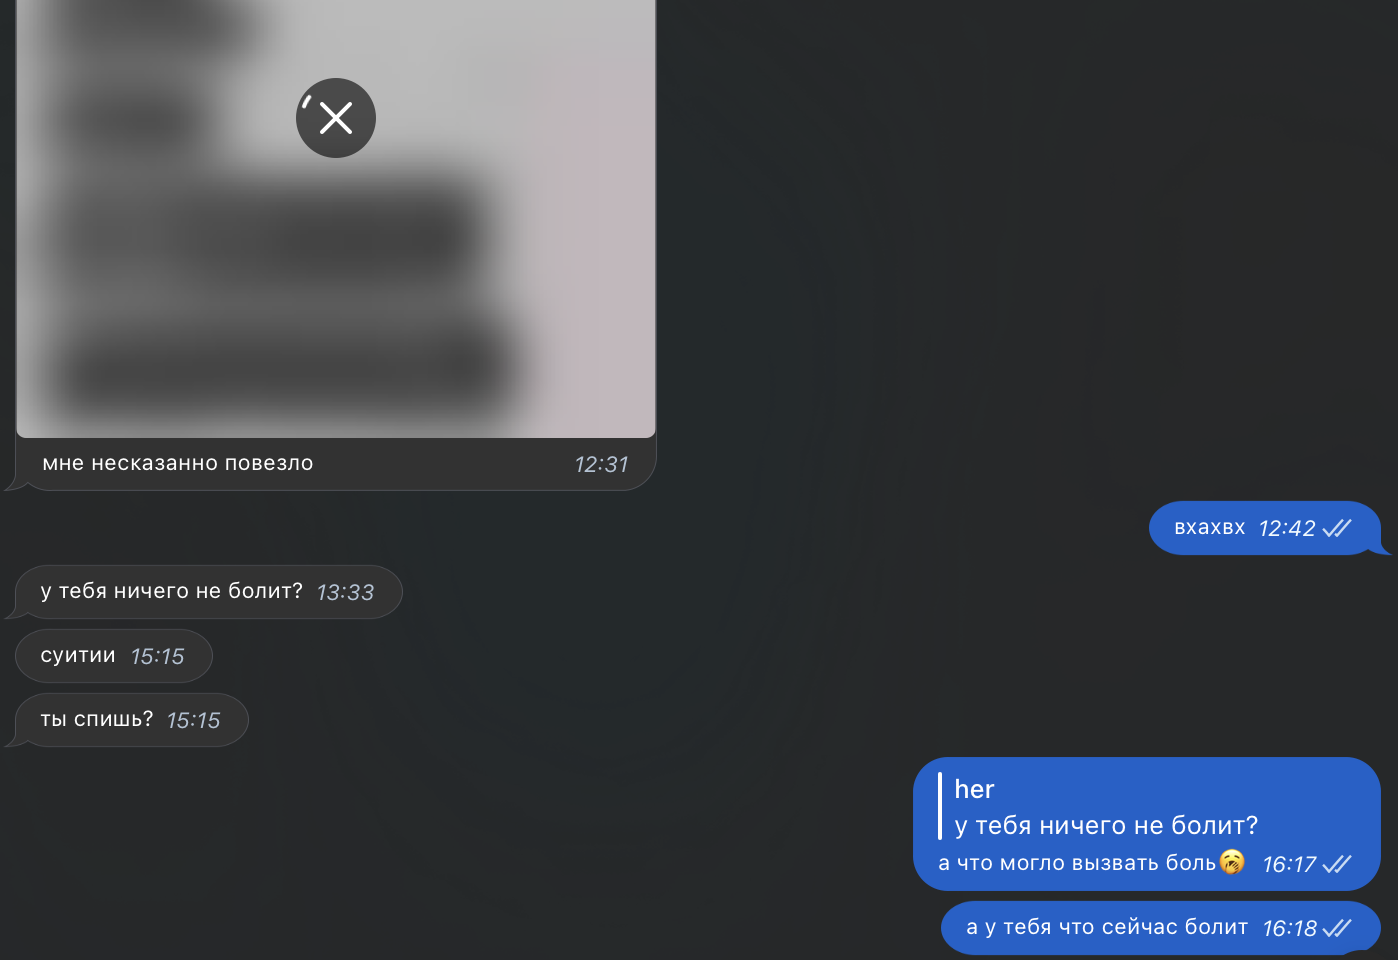 мне несказанно повезло 12:31
вхахвх 12:42
у тебя ничего не болит? 13:33
суитии 15:15
ты спишь? 15:15
her
у тебя ничего не болит?
а что могло вызвать боль🥱 16:17
а у тебя что сейчас болит 16:18